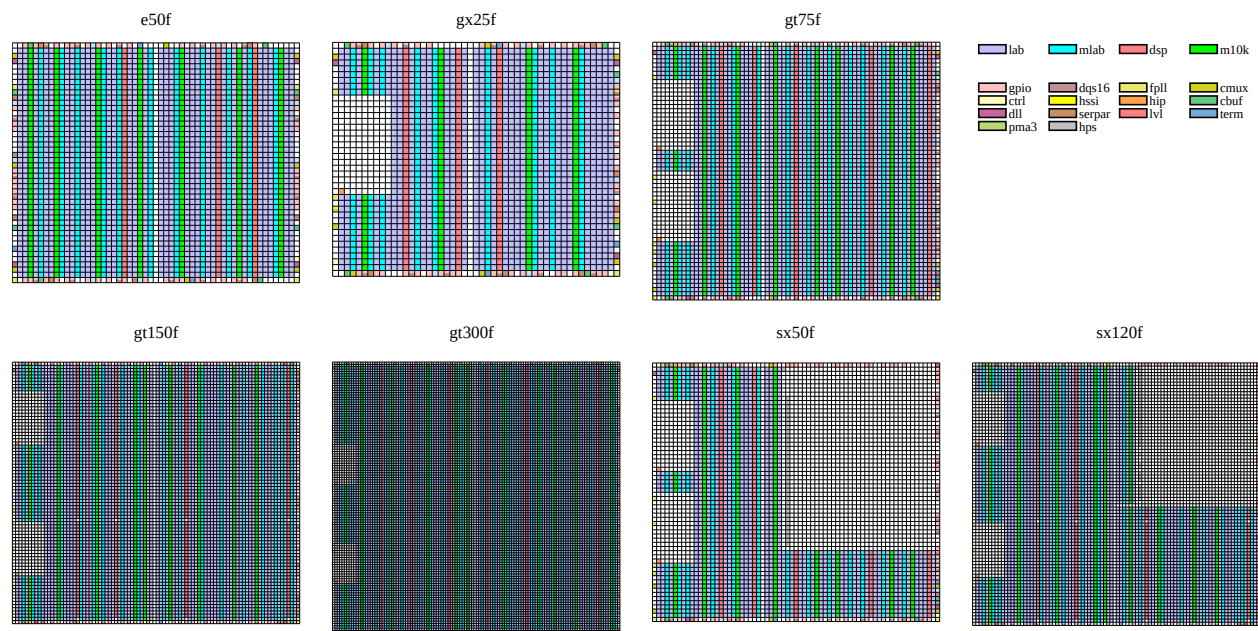 e50f
gx25f
gt75f
lab mlab dsp m10k
gpio dqs16 fpll cmux
ctrl hssi hip cbuf
dll serpar lvl term
pma3 hps
gt150f
gt300f
sx50f
sx120f